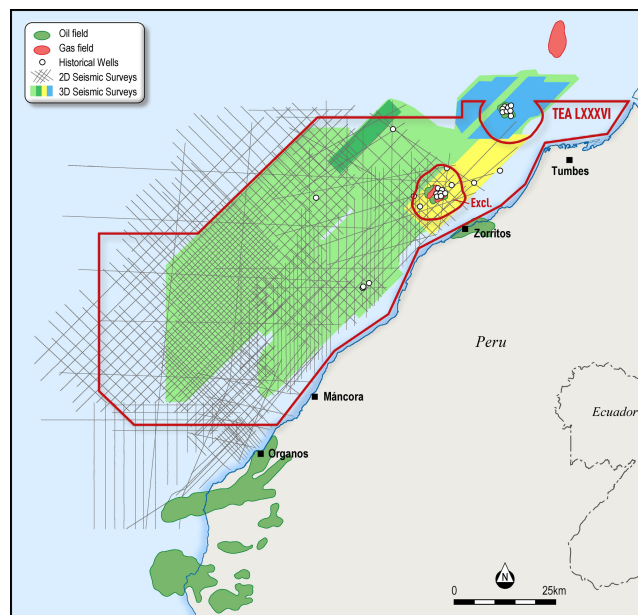 Oil field
Gas field
Historical Wells
2D Seismic Surveys
3D Seismic Surveys
TEA LXXXVI
Tumbes
Excl.
Zorritos
Peru
Máncora
Ecuador
Organos
N
0
25km